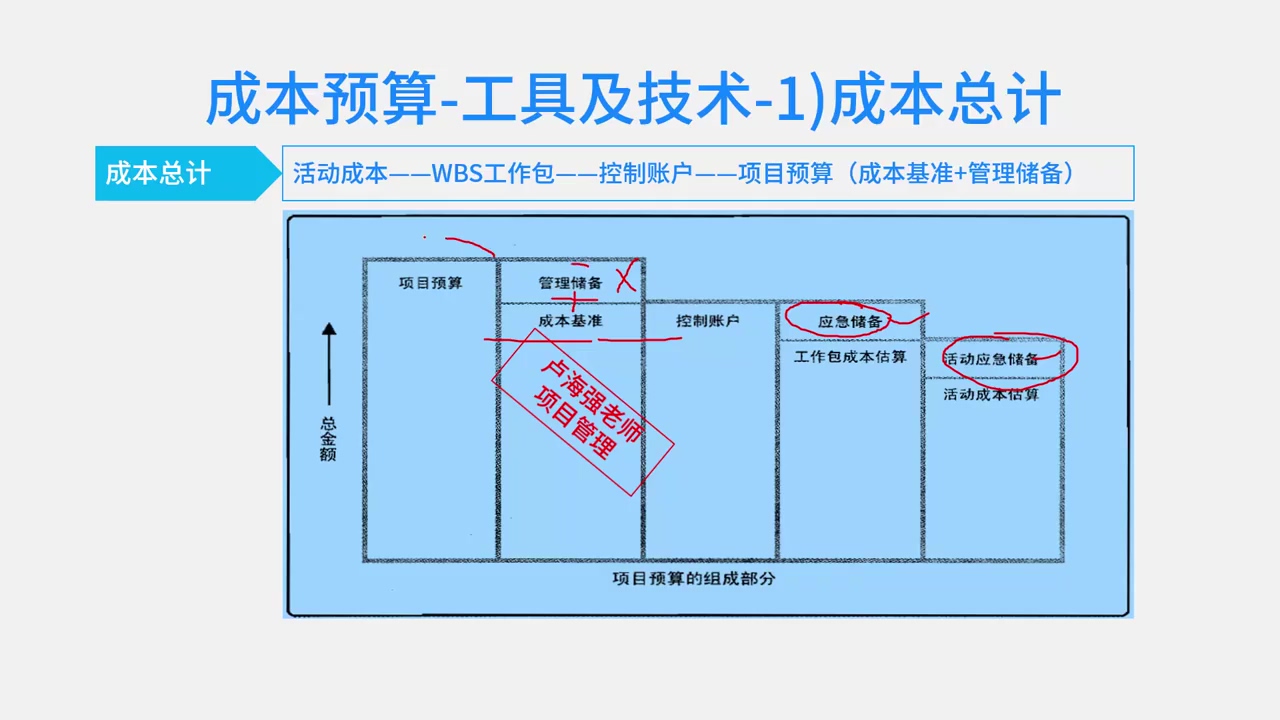 成本预算-工具及技术-1)成本总计
成本总计
活动成本——WBS工作包——控制账户——项目预算（成本基准+管理储备）
项目预算
管理储备
成本基准
控制账户
应急储备
工作包成本估算
活动应急储备
活动成本估算
总金额
卢海强老师
项目管理
项目预算的组成部分